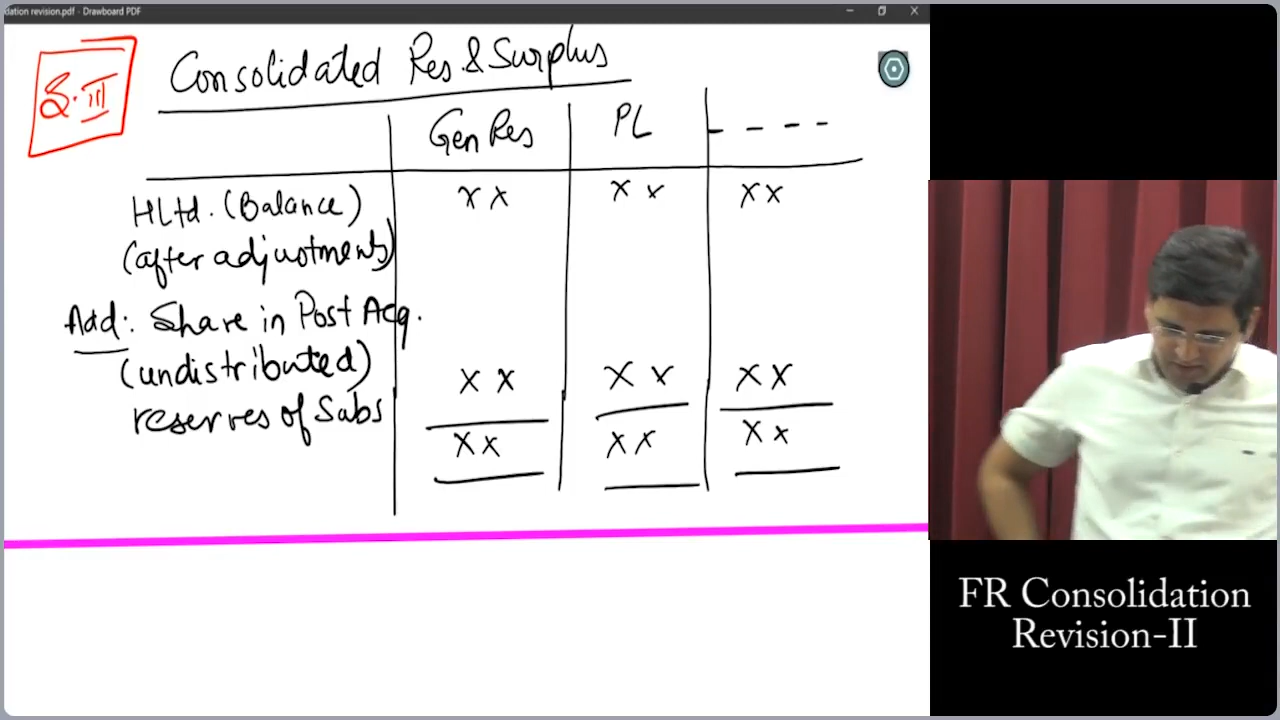 dation revision.pdf - Drawboard PDF
S.III
Consolidated Res. & Surplus
Gen Res PL - - - -
HLtd. (Balance) xx xx xx
(after adjustments)
Add: Share in Post Acq.
(undistributed) xx xx xx
reserves of Subs
xx xx xx
FR Consolidation
Revision-II